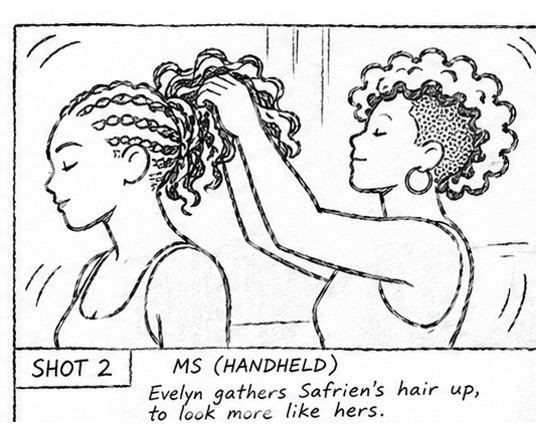 SHOT 2
MS (HANDHELD)
Evelyn gathers Safrien's hair up,
to look more like hers.